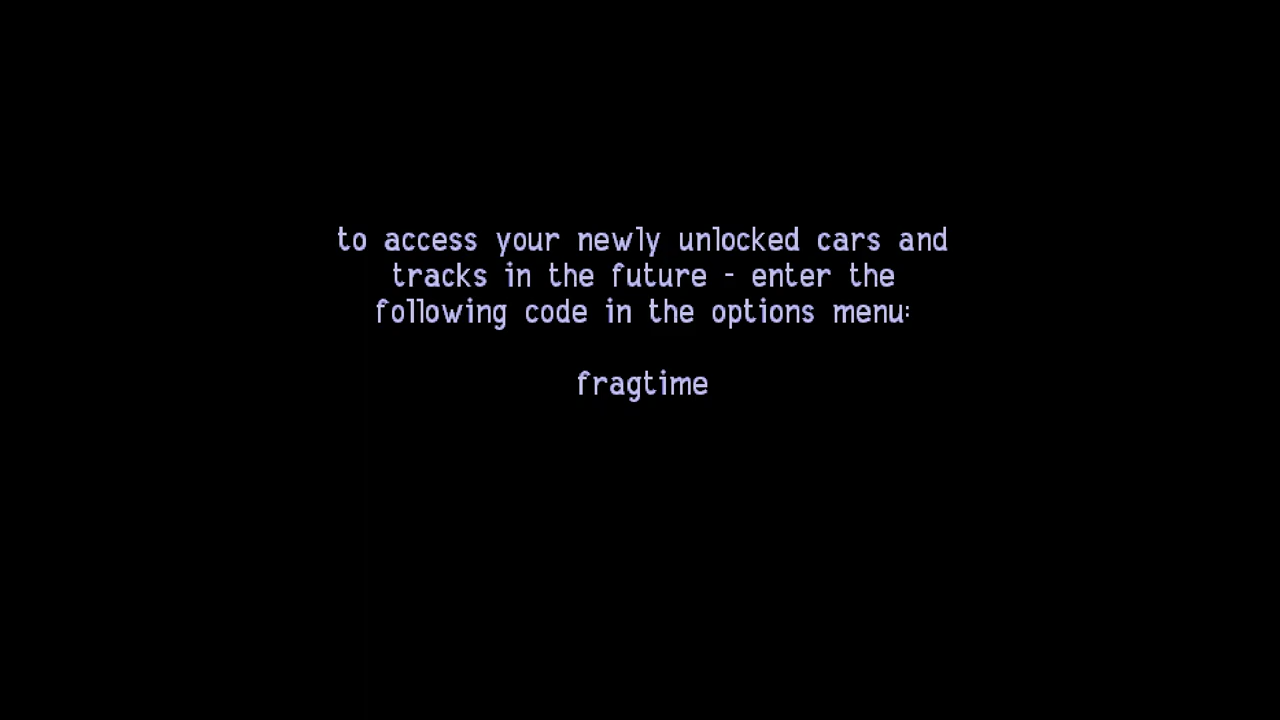 to access your newly unlocked cars and
tracks in the future - enter the
following code in the options menu:
fragtime